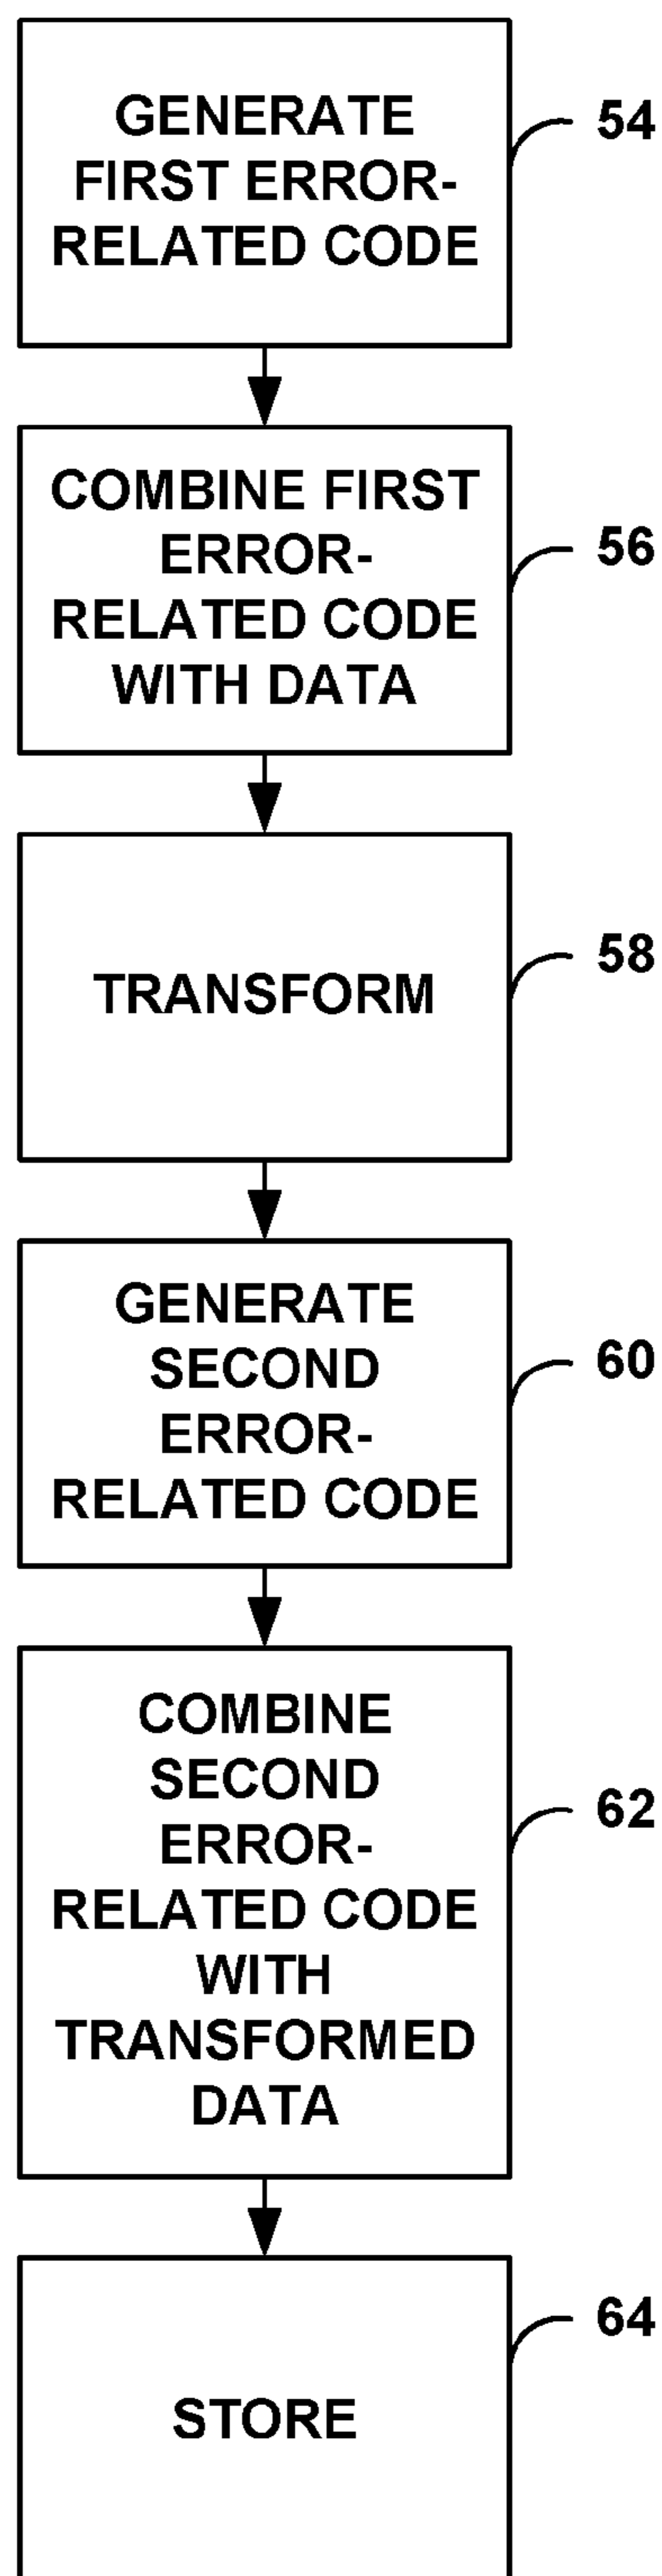 GENERATE
FIRST ERROR-
RELATED CODE
54
COMBINE FIRST
ERROR-
RELATED CODE
WITH DATA
56
TRANSFORM
58
GENERATE
SECOND
ERROR-
RELATED CODE
60
COMBINE
SECOND
ERROR-
RELATED CODE
WITH
TRANSFORMED
DATA
62
STORE
64